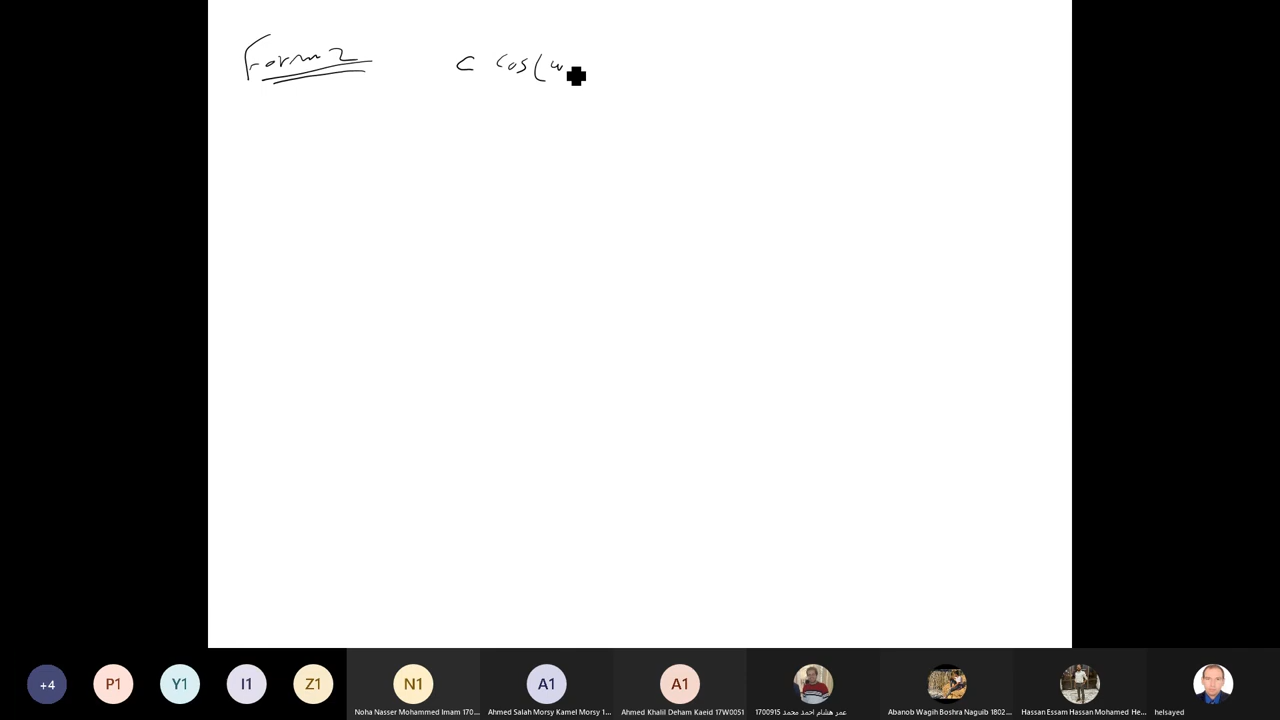 Form 2 c cos(w
+4 P1 Y1 I1 Z1 N1 A1 A1
Noha Nasser Mohammed Imam 170... Ahmed Salah Morsy Kamel Morsy 1... Ahmed Khalil Deham Kaeid 17W0051 عمر هشام احمد محمد 1700915 Abanob Wagih Boshra Naguib 1802... Hassan Essam Hassan Mohamed He... helsayed